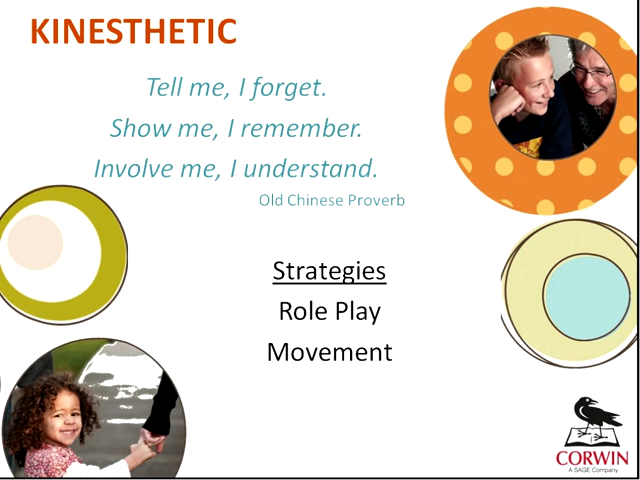 KINESTHETIC
Tell me, I forget.
Show me, I remember.
Involve me, I understand.
Old Chinese Proverb
Strategies
Role Play
Movement
CORWIN
A SAGE Company